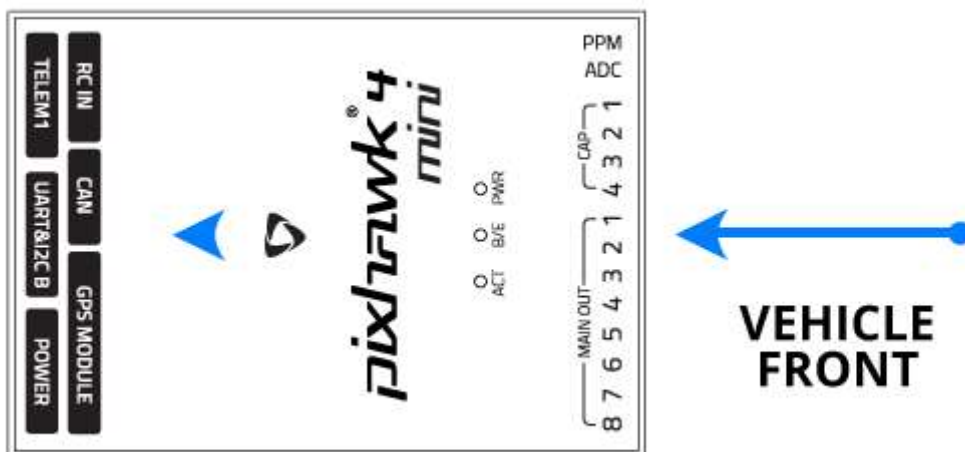 TELEM1
UART&I2C B
POWER
RC IN
CAN
GPS MODULE
pixhawk® 4
mini
PWR
B/E
ACT
PPM
ADC
CAP
1
2
3
4
MAIN OUT
1
2
3
4
5
6
7
8
VEHICLE
FRONT